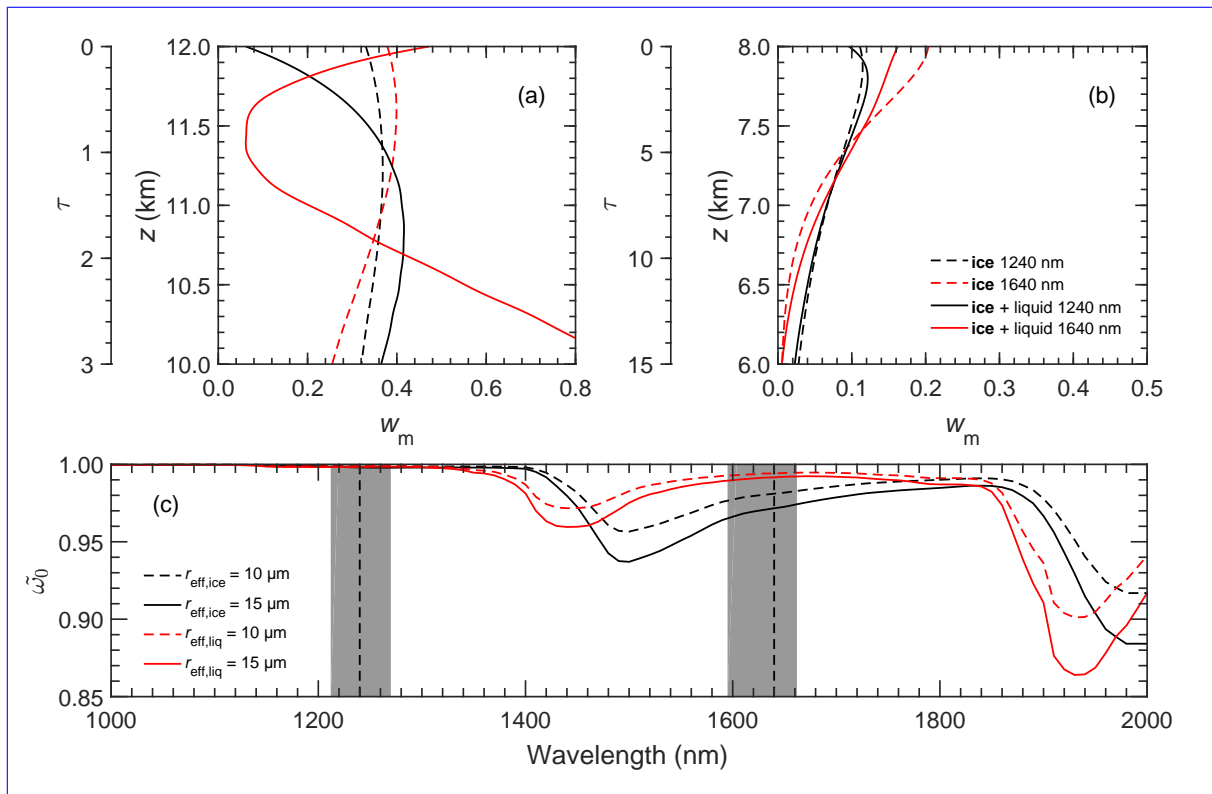 (a)
0
1
2
3
τ
12.0
11.5
11.0
10.5
10.0
z (km)
0.0 0.2 0.4 0.6 0.8
w_m
(b)
0
5
10
15
τ
8.0
7.5
7.0
6.5
6.0
z (km)
ice 1240 nm
ice 1640 nm
ice + liquid 1240 nm
ice + liquid 1640 nm
0.0 0.1 0.2 0.3 0.4 0.5
w_m
(c)
1.00
0.95
0.90
0.85
ω̃₀
r_eff,ice = 10 µm
r_eff,ice = 15 µm
r_eff,liq = 10 µm
r_eff,liq = 15 µm
1000 1200 1400 1600 1800 2000
Wavelength (nm)